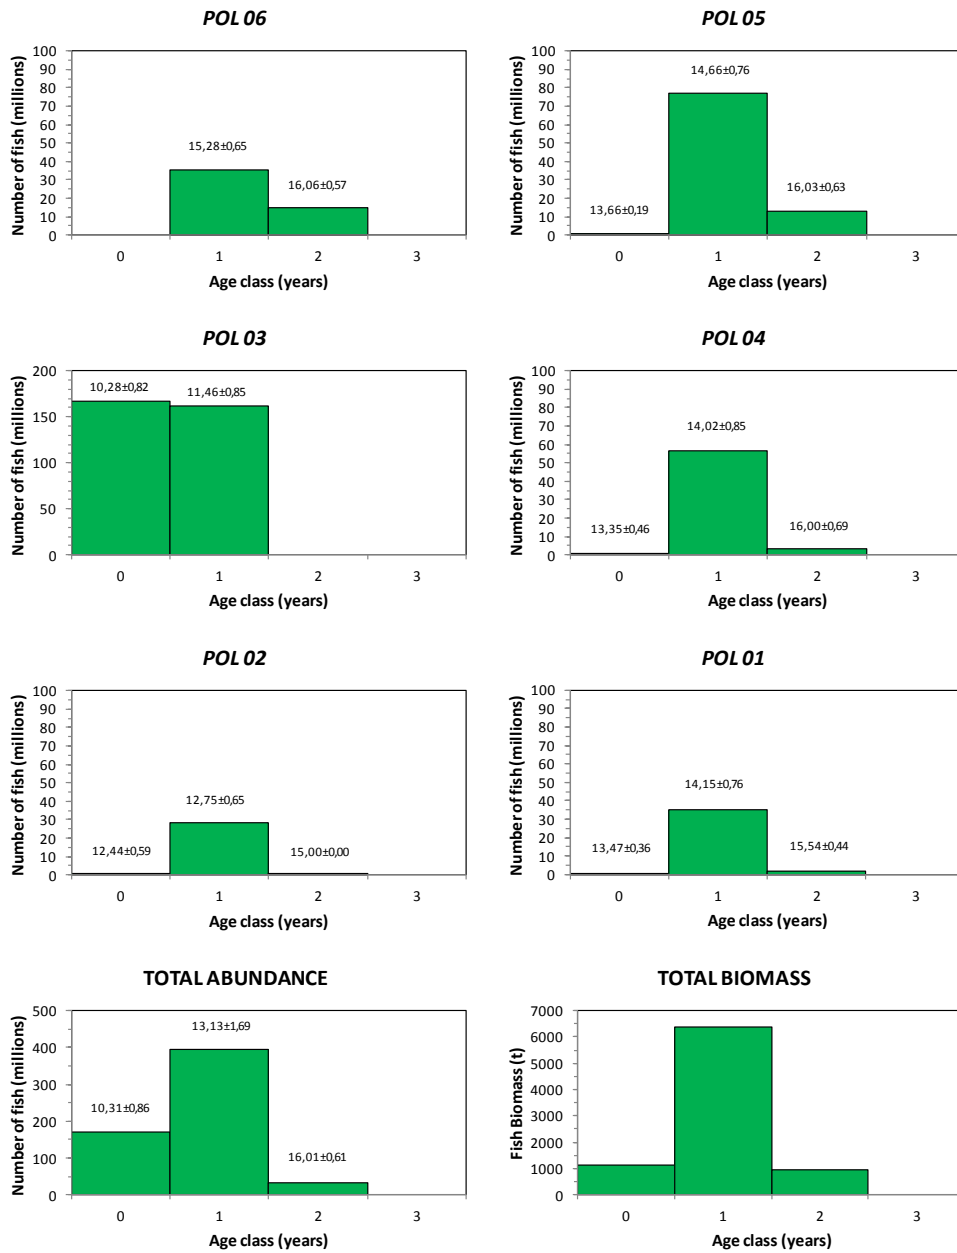 POL 06
Number of fish (millions)
100
90
80
70
60
50
40
30
20
10
0
15,28±0,65
16,06±0,57
0 1 2 3
Age class (years)
POL 05
Number of fish (millions)
100
90
80
70
60
50
40
30
20
10
0
13,66±0,19
14,66±0,76
16,03±0,63
0 1 2 3
Age class (years)
POL 03
Number of fish (millions)
200
150
100
50
0
10,28±0,82
11,46±0,85
0 1 2 3
Age class (years)
POL 04
Number of fish (millions)
100
90
80
70
60
50
40
30
20
10
0
13,35±0,46
14,02±0,85
16,00±0,69
0 1 2 3
Age class (years)
POL 02
Number of fish (millions)
100
90
80
70
60
50
40
30
20
10
0
12,44±0,59
12,75±0,65
15,00±0,00
0 1 2 3
Age class (years)
POL 01
Number of fish (millions)
100
90
80
70
60
50
40
30
20
10
0
13,47±0,36
14,15±0,76
15,54±0,44
0 1 2 3
Age class (years)
TOTAL ABUNDANCE
Number of fish (millions)
500
400
300
200
100
0
10,31±0,86
13,13±1,69
16,01±0,61
0 1 2 3
Age class (years)
TOTAL BIOMASS
Fish Biomass (t)
7000
6000
5000
4000
3000
2000
1000
0
0 1 2 3
Age class (years)